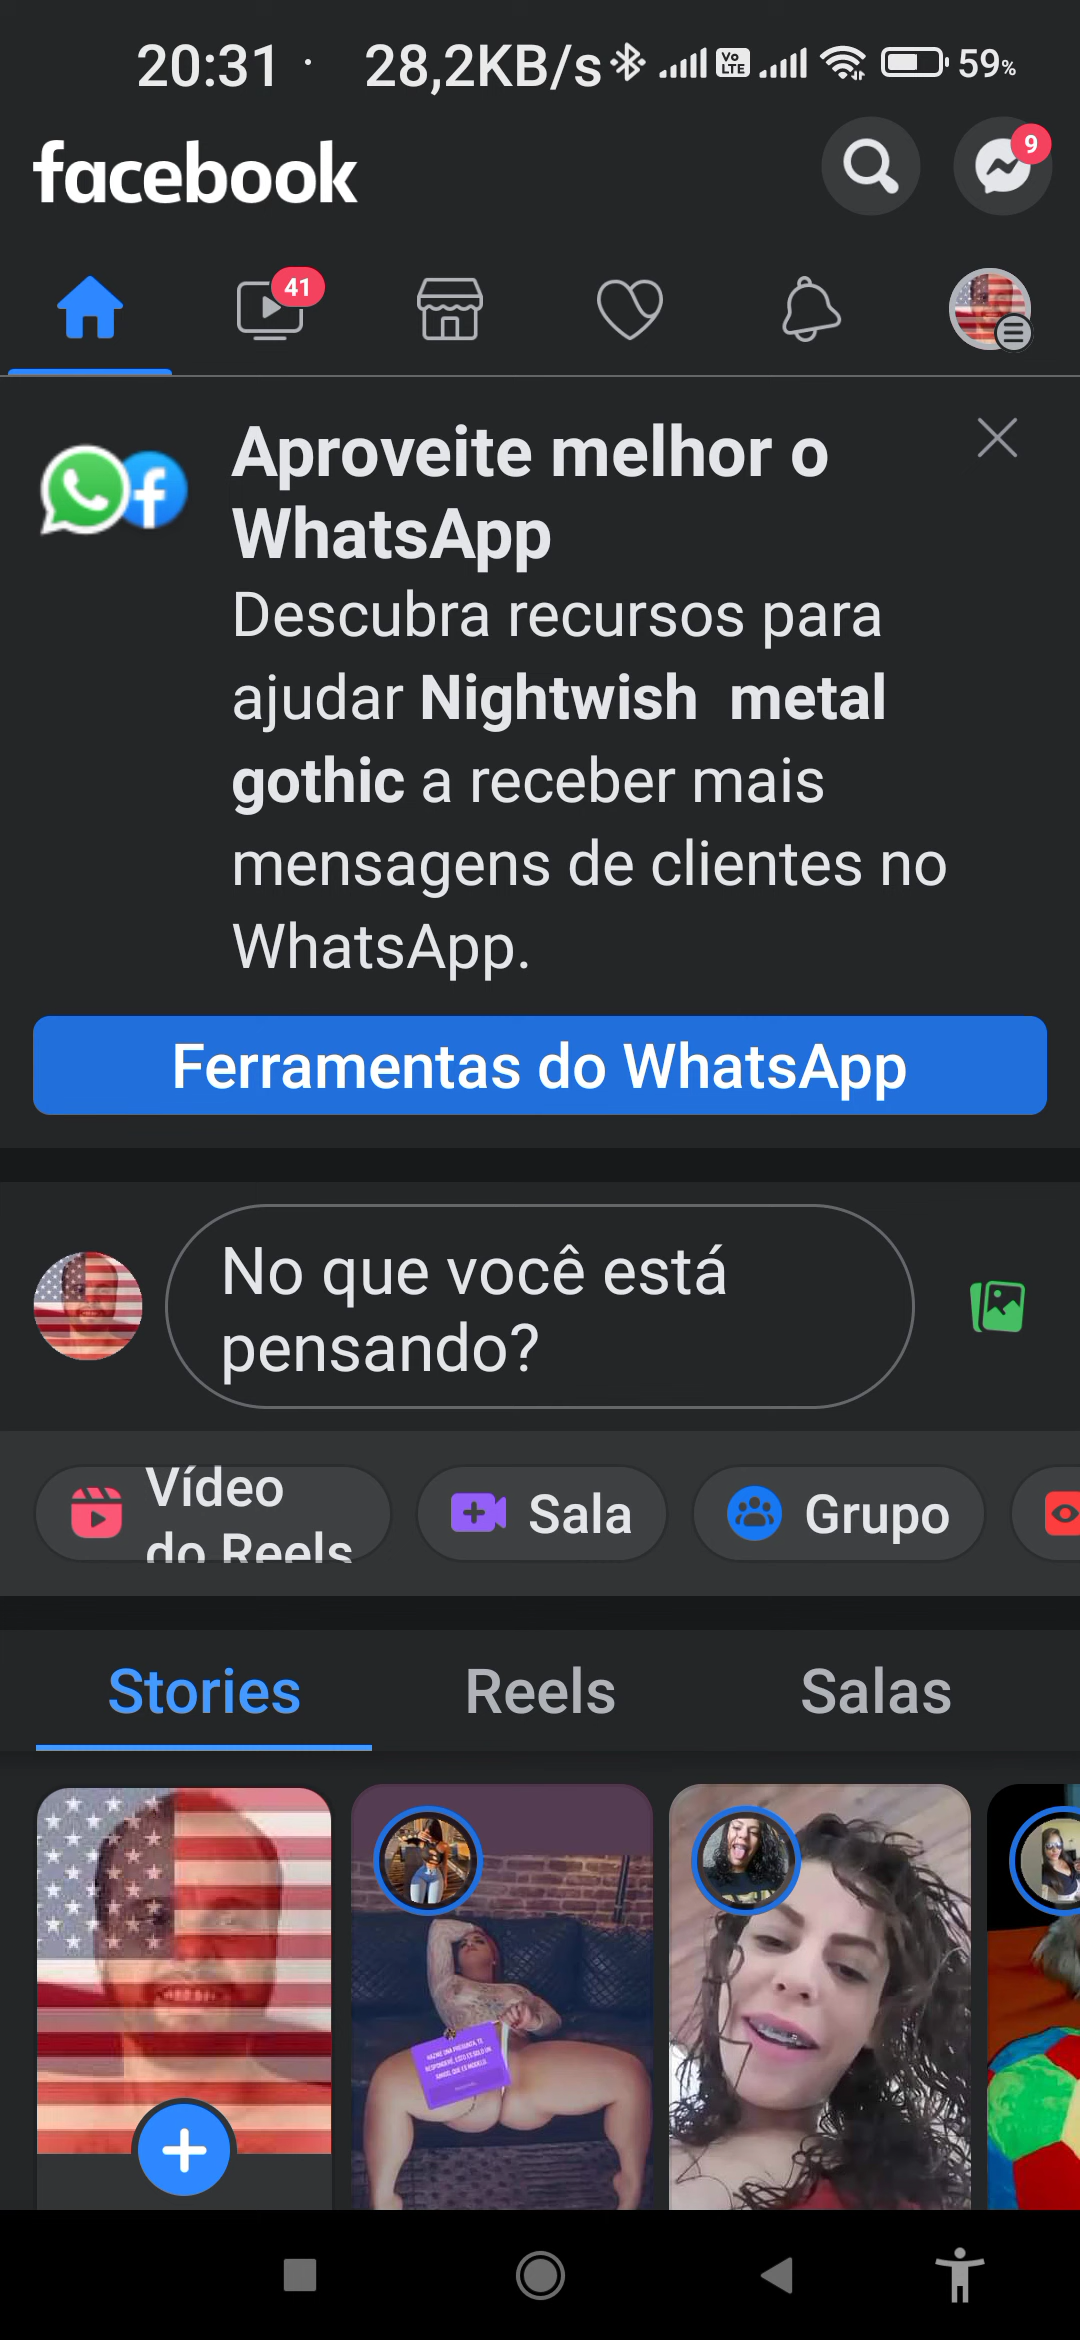 20:31 · 28,2KB/s Vo LTE 59%
facebook
9
41
Aproveite melhor o
WhatsApp
Descubra recursos para
ajudar Nightwish metal
gothic a receber mais
mensagens de clientes no
WhatsApp.
Ferramentas do WhatsApp
No que você está
pensando?
Vídeo
do Reels
Sala
Grupo
Stories
Reels
Salas